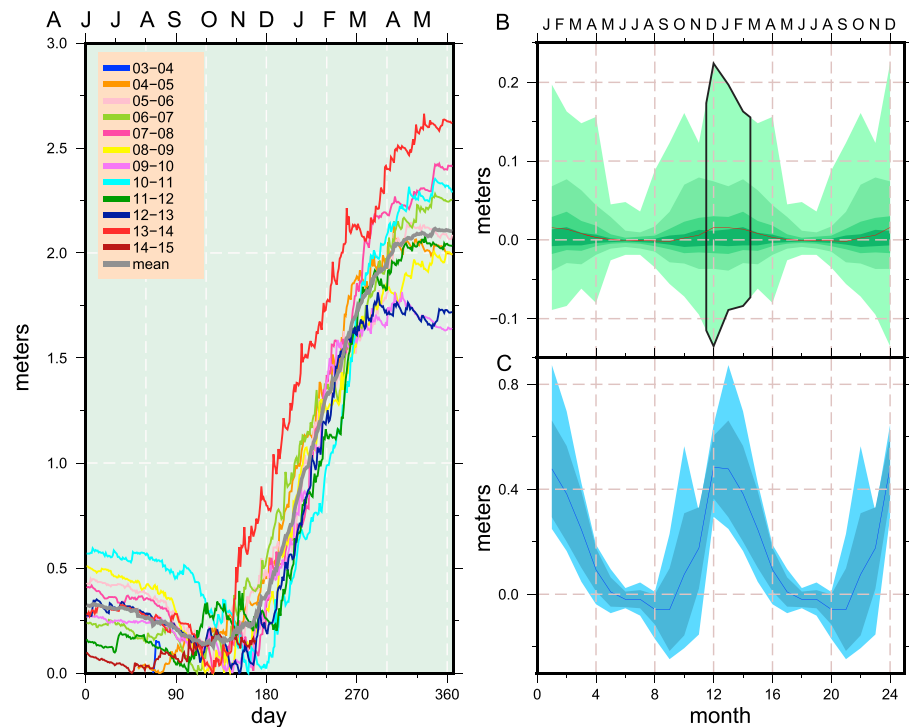 A J J A S O N D J F M A M
3.0
2.5
2.0
1.5
1.0
0.5
0.0
meters
03−04
04−05
05−06
06−07
07−08
08−09
09−10
10−11
11−12
12−13
13−14
14−15
mean
0 90 180 270 360
day
B J F M A M J J A S O N D J F M A M J J A S O N D
0.2
0.1
0.0
−0.1
meters
C
0.8
0.4
0.0
meters
0 4 8 12 16 20 24
month